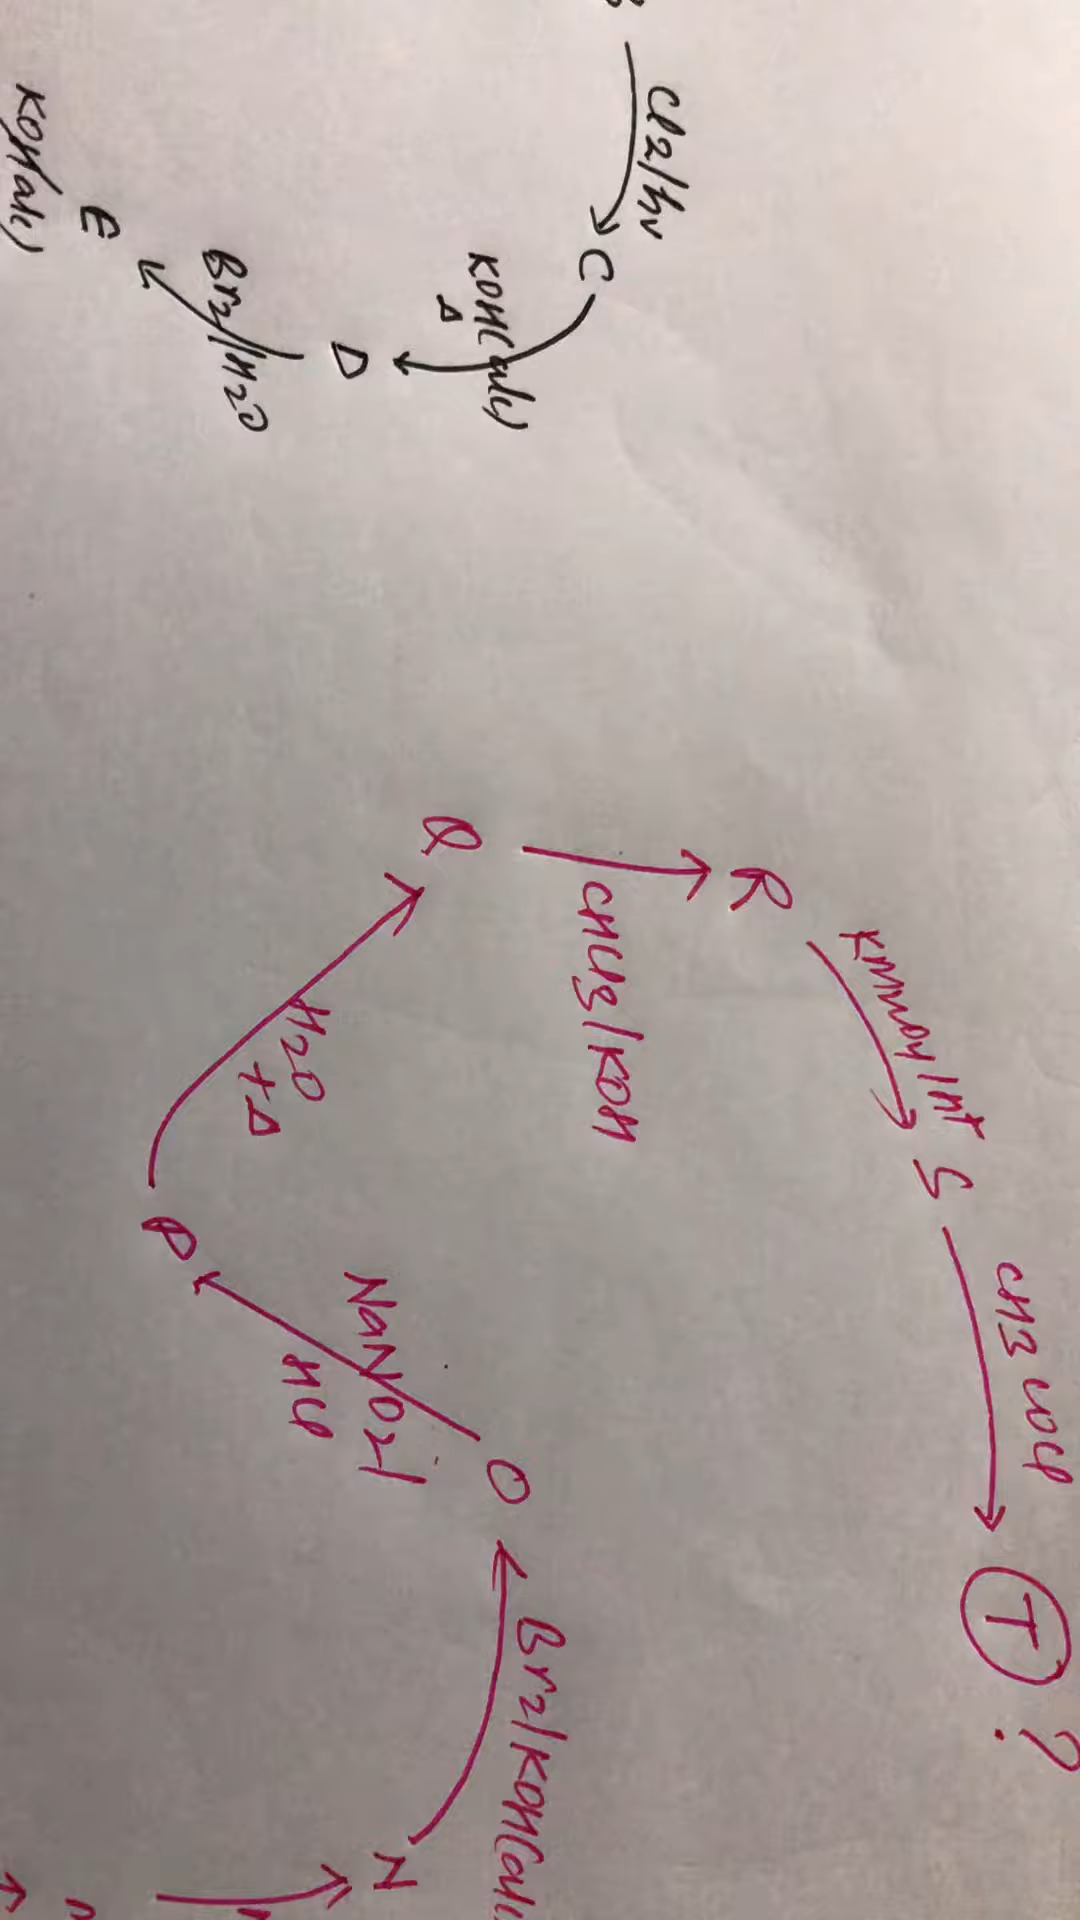 Cl2/hν
C
KOH(alc)
Δ
D
Br2/H2O
E
KOH(alc)
Q
CHCl3/KOH
R
KMnO4/H+
S
CH3COCl
T ?
H2O
+Δ
P
NaNO2/
HCl
O
Br2/KOH(alc
N